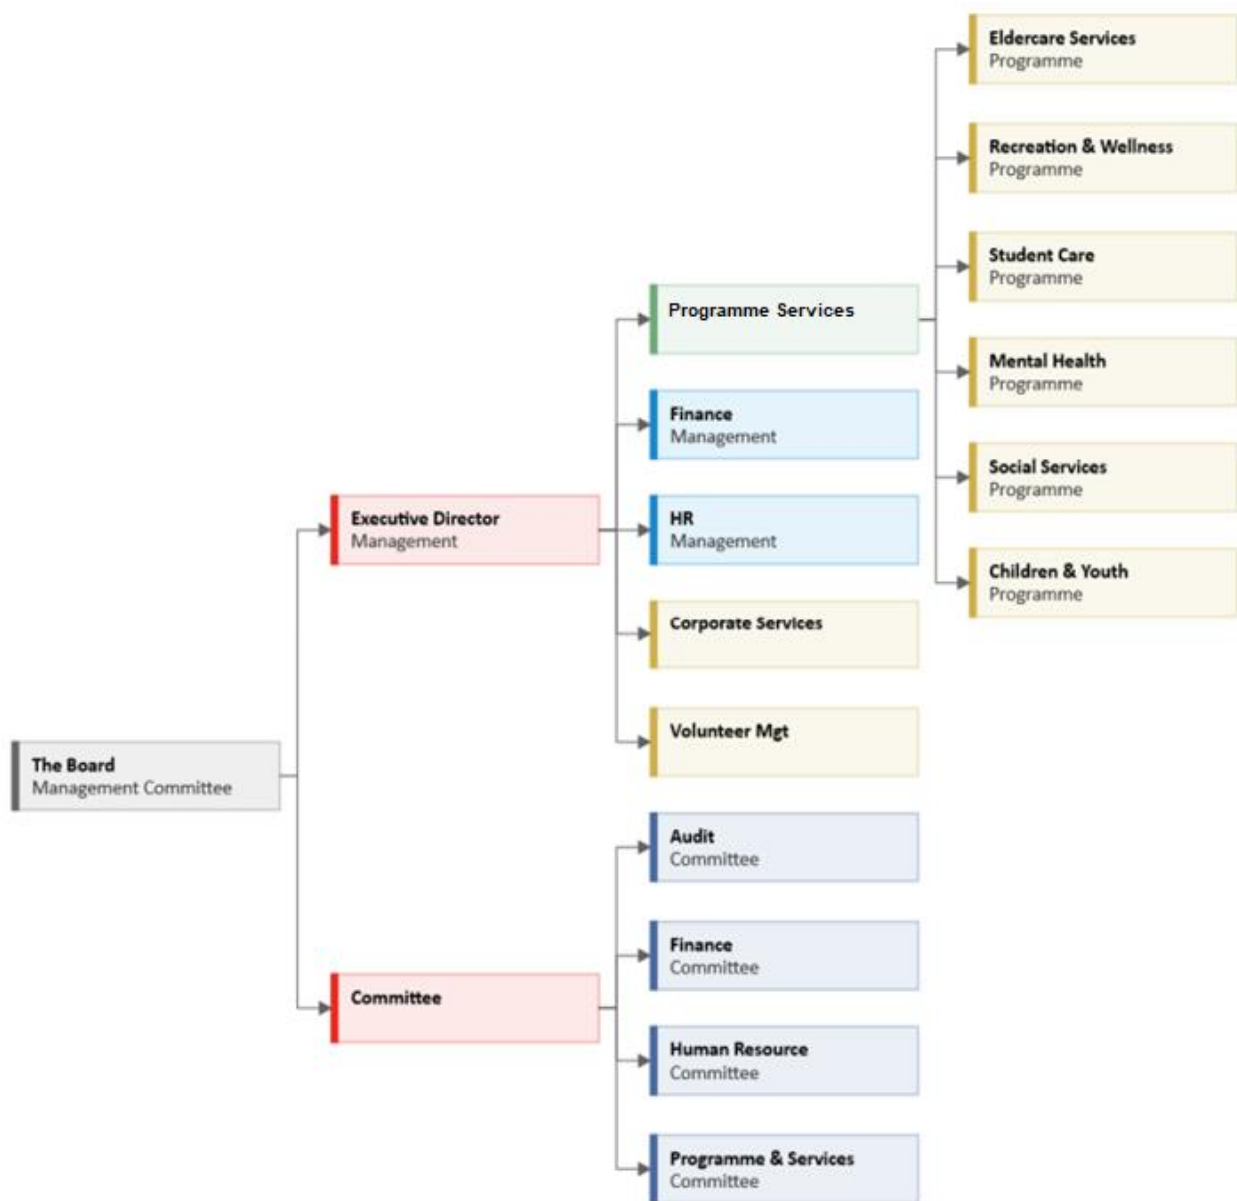 Eldercare Services
Programme
Recreation & Wellness
Programme
Student Care
Programme
Programme Services
Mental Health
Programme
Finance
Management
Social Services
Programme
Executive Director
Management
HR
Management
Children & Youth
Programme
Corporate Services
Volunteer Mgt
The Board
Management Committee
Audit
Committee
Finance
Committee
Committee
Human Resource
Committee
Programme & Services
Committee